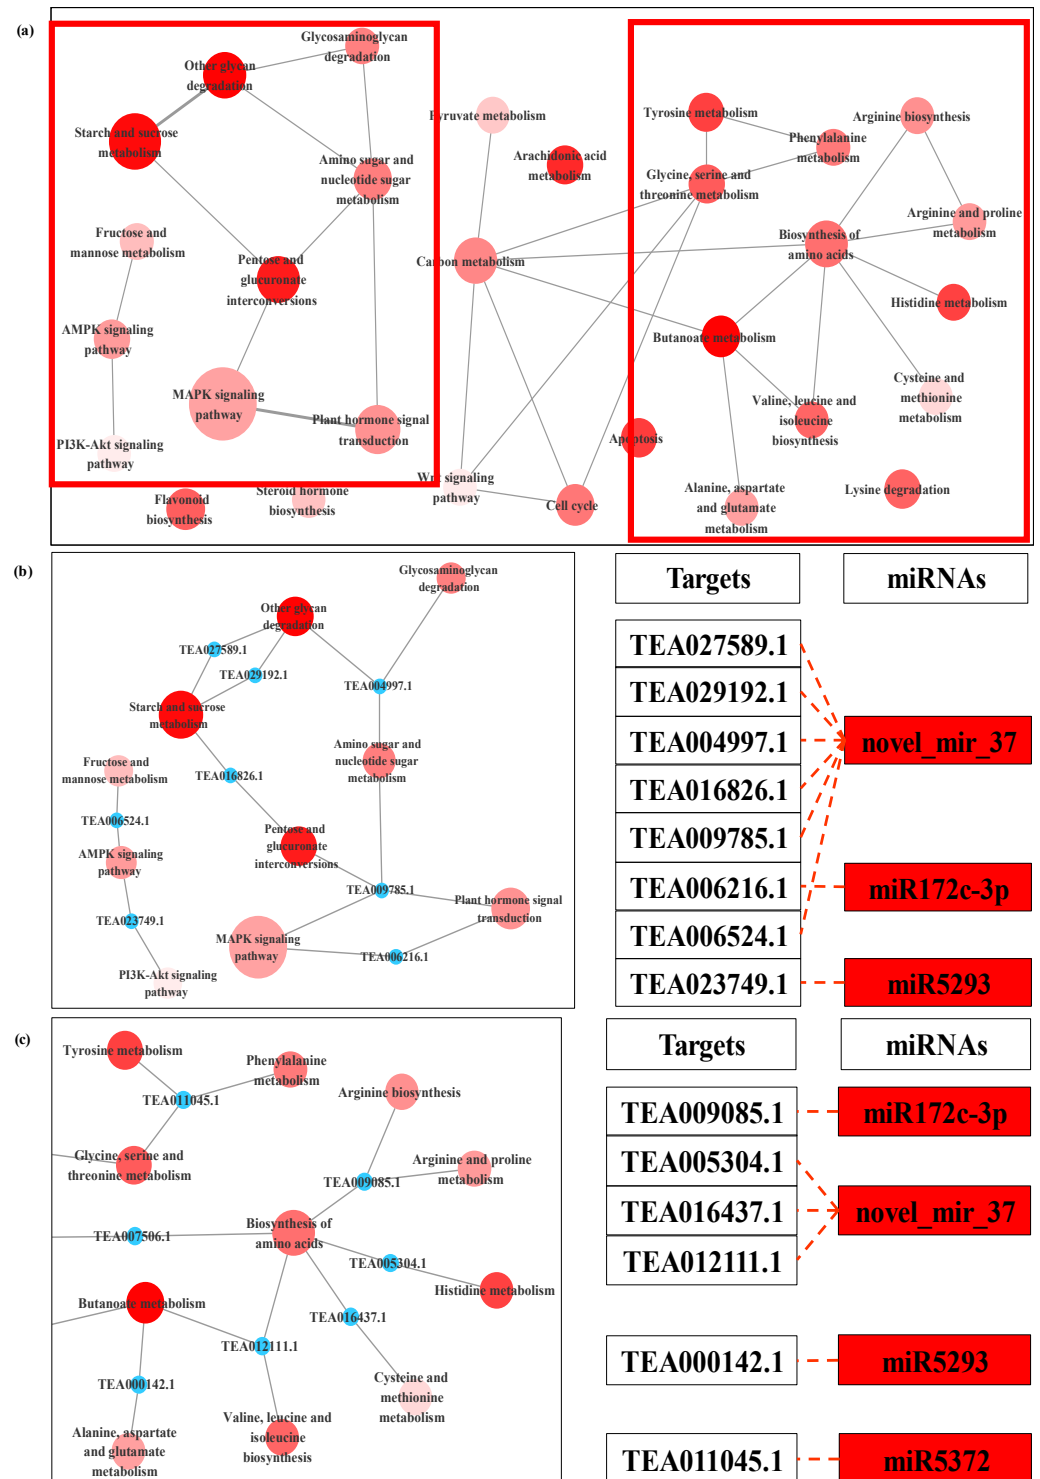 (a)
Glycosaminoglycan
degradation
Other glycan
degradation
Starch and sucrose
metabolism
Amino sugar and
nucleotide sugar
metabolism
Fructose and
mannose metabolism
Pentose and
glucuronate
interconversions
AMPK signaling
pathway
MAPK signaling
pathway
Plant hormone signal
transduction
PI3K-Akt signaling
pathway
Flavonoid
biosynthesis
Steroid hormone
biosynthesis
Pyruvate metabolism
Arachidonic acid
metabolism
Carbon metabolism
Wnt signaling
pathway
Cell cycle
Apoptosis
Tyrosine metabolism
Phenylalanine
metabolism
Arginine biosynthesis
Glycine, serine and
threonine metabolism
Arginine and proline
metabolism
Biosynthesis of
amino acids
Histidine metabolism
Butanoate metabolism
Cysteine and
methionine
metabolism
Valine, leucine and
isoleucine
biosynthesis
Alanine, aspartate
and glutamate
metabolism
Lysine degradation
(b)
Glycosaminoglycan
degradation
Other glycan
degradation
TEA027589.1
TEA029192.1
TEA004997.1
Starch and sucrose
metabolism
Amino sugar and
nucleotide sugar
metabolism
Fructose and
mannose metabolism
TEA016826.1
TEA006524.1
Pentose and
glucuronate
interconversions
AMPK signaling
pathway
TEA009785.1
Plant hormone signal
transduction
TEA023749.1
MAPK signaling
pathway
TEA006216.1
PI3K-Akt signaling
pathway
Targets
miRNAs
TEA027589.1
TEA029192.1
TEA004997.1
novel_mir_37
TEA016826.1
TEA009785.1
TEA006216.1
miR172c-3p
TEA006524.1
TEA023749.1
miR5293
(c)
Tyrosine metabolism
Phenylalanine
metabolism
TEA011045.1
Arginine biosynthesis
Glycine, serine and
threonine metabolism
Arginine and proline
metabolism
TEA009085.1
TEA007506.1
Biosynthesis of
amino acids
TEA005304.1
Histidine metabolism
Butanoate metabolism
TEA016437.1
TEA012111.1
TEA000142.1
Cysteine and
methionine
metabolism
Valine, leucine and
isoleucine
biosynthesis
Alanine, aspartate
and glutamate
metabolism
Targets
miRNAs
TEA009085.1
miR172c-3p
TEA005304.1
TEA016437.1
novel_mir_37
TEA012111.1
TEA000142.1
miR5293
TEA011045.1
miR5372